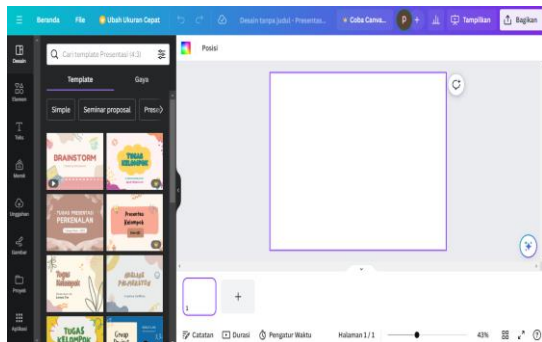 Beranda File Ubah Ukuran Cepat Desain tanpa judul - Presentas... Coba Canva... P + Tampilkan Bagikan
Desain
Elemen
Teks
Merek
Unggahan
Gambar
Proyek
Aplikasi
Cari template Presentasi (4:3)
Template Gaya
Simple Seminar proposal Prese
BRAINSTORM
TUGAS
KELOMPOK
TUGAS PRESENTASI
PERKENALAN
Presentasi
Kelompok
Tugas
Kelompok
TUGAS
KELOMPOK
Posisi
1
+
Catatan Durasi Pengatur Waktu Halaman 1 / 1 43%